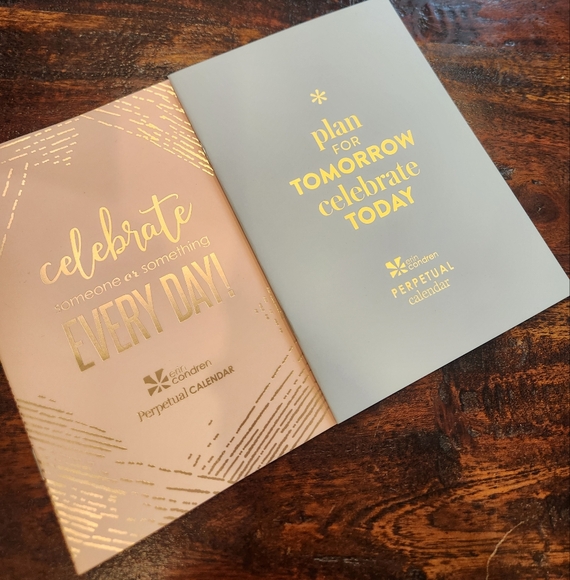 celebrate
someone or something
EVERY DAY!
erin
condren
Perpetual CALENDAR
*
plan
FOR
TOMORROW
celebrate
TODAY
erin
condren
PERPETUAL
calendar